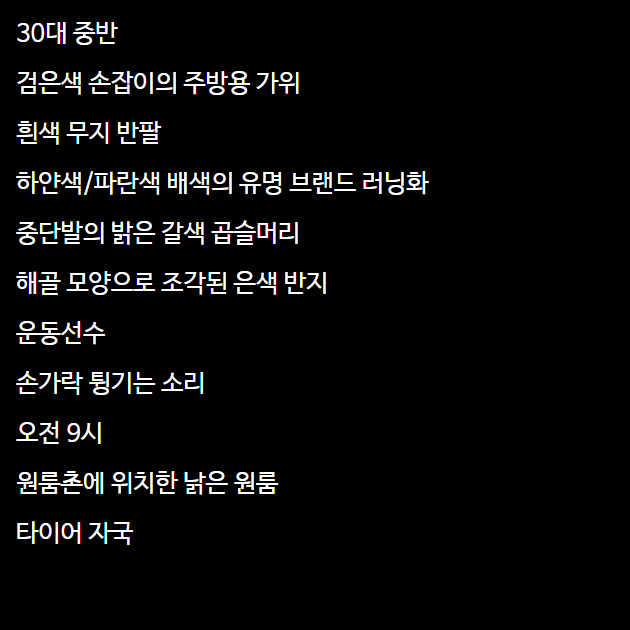 30대 중반
검은색 손잡이의 주방용 가위
흰색 무지 반팔
하얀색/파란색 배색의 유명 브랜드 러닝화
중단발의 밝은 갈색 곱슬머리
해골 모양으로 조각된 은색 반지
운동선수
손가락 튕기는 소리
오전 9시
원룸촌에 위치한 낡은 원룸
타이어 자국